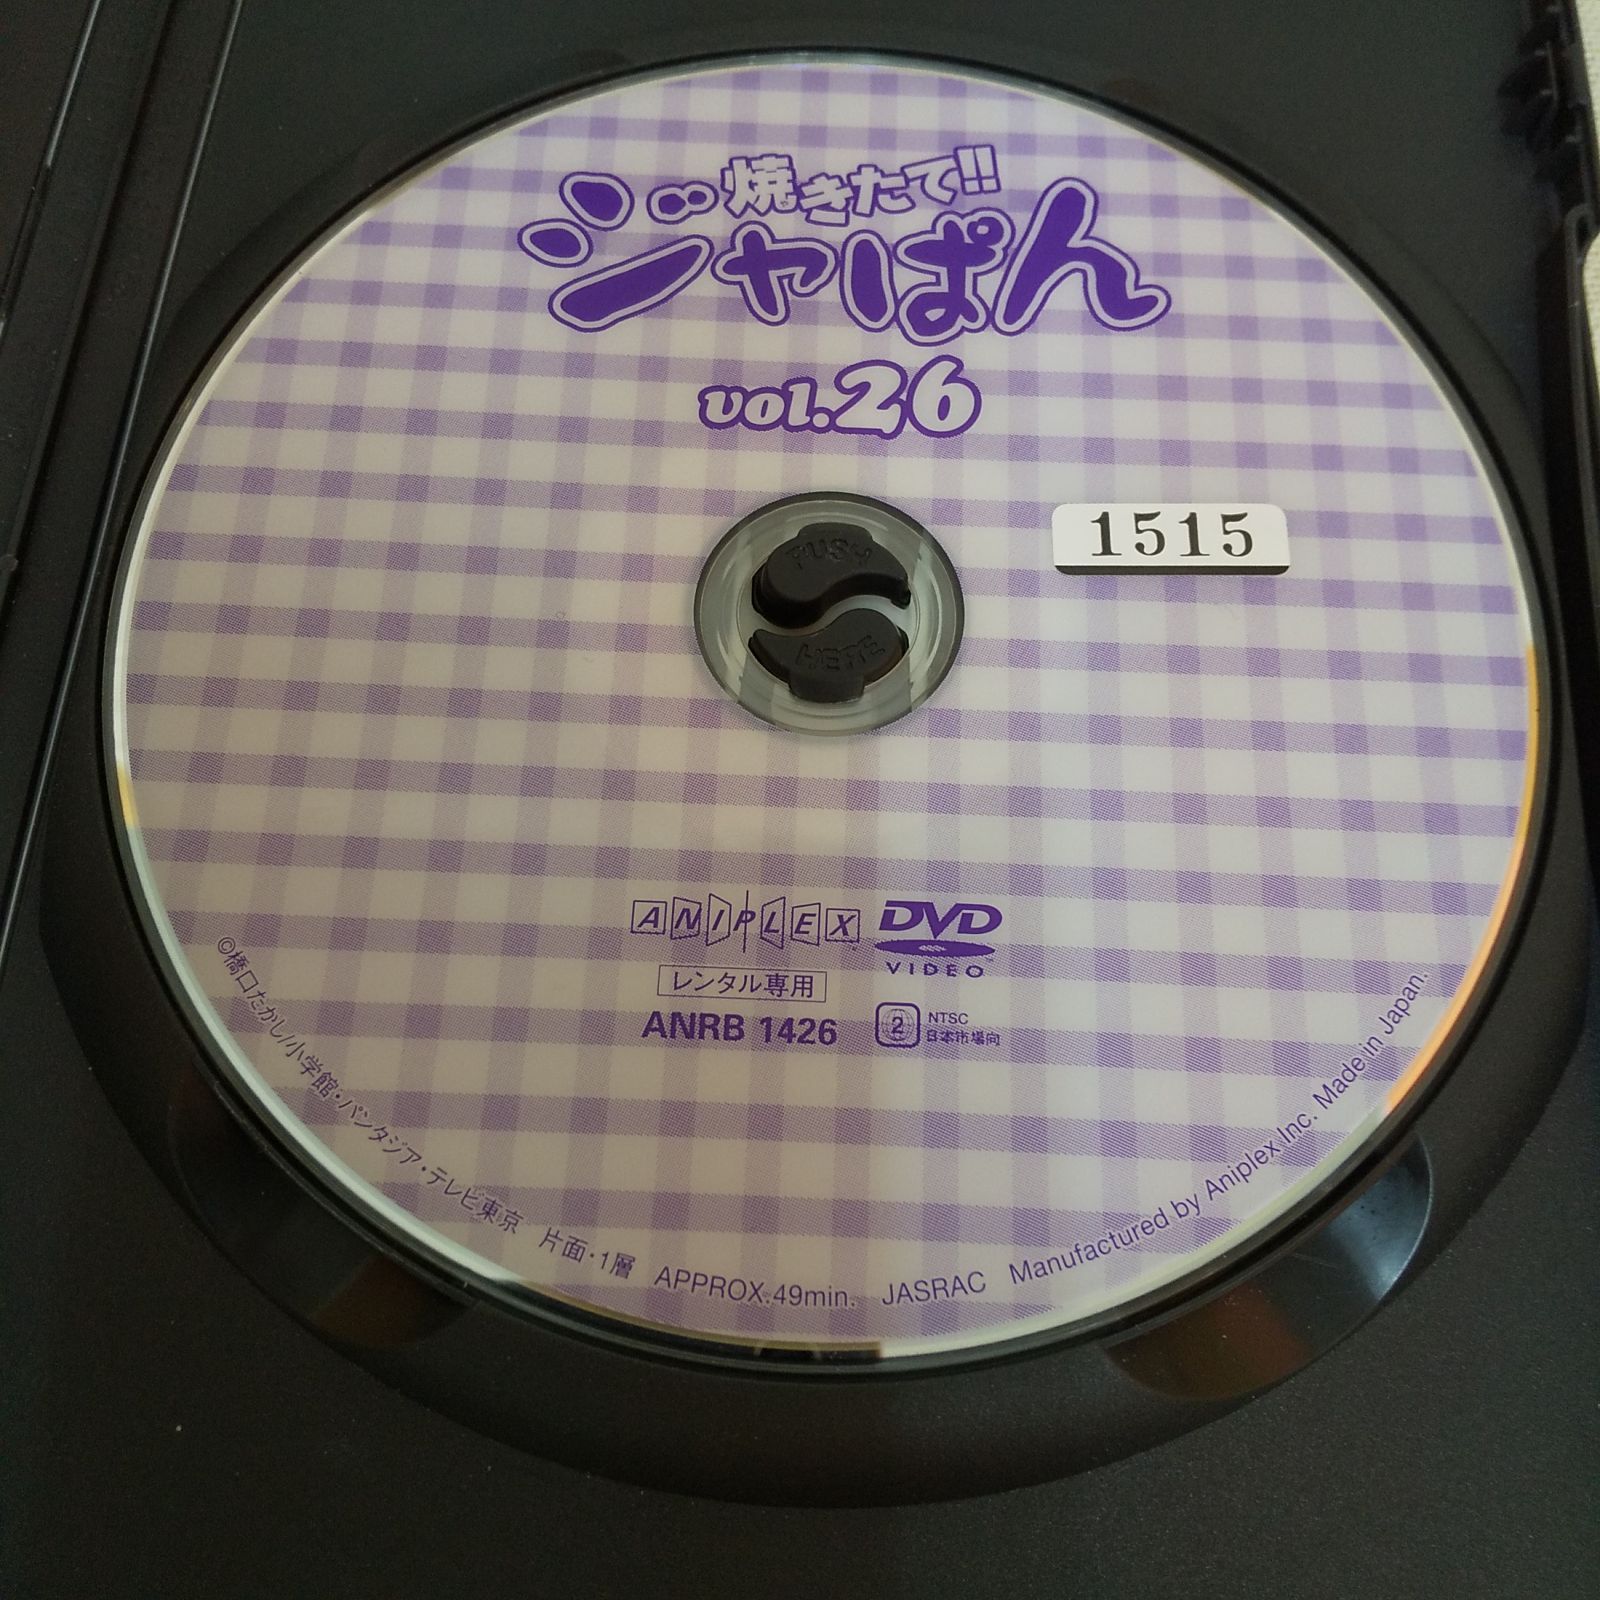 焼きたて!!
ジャぱん
vol.26
1515
PUSH
HERE
ANIPLEX
DVD
VIDEO
レンタル専用
ANRB 1426
2
NTSC
日本市場向
©橋口たかし/小学館・パンタジア・テレビ東京 片面・1層 APPROX.49min. JASRAC Manufactured by Aniplex Inc. Made in Japan.